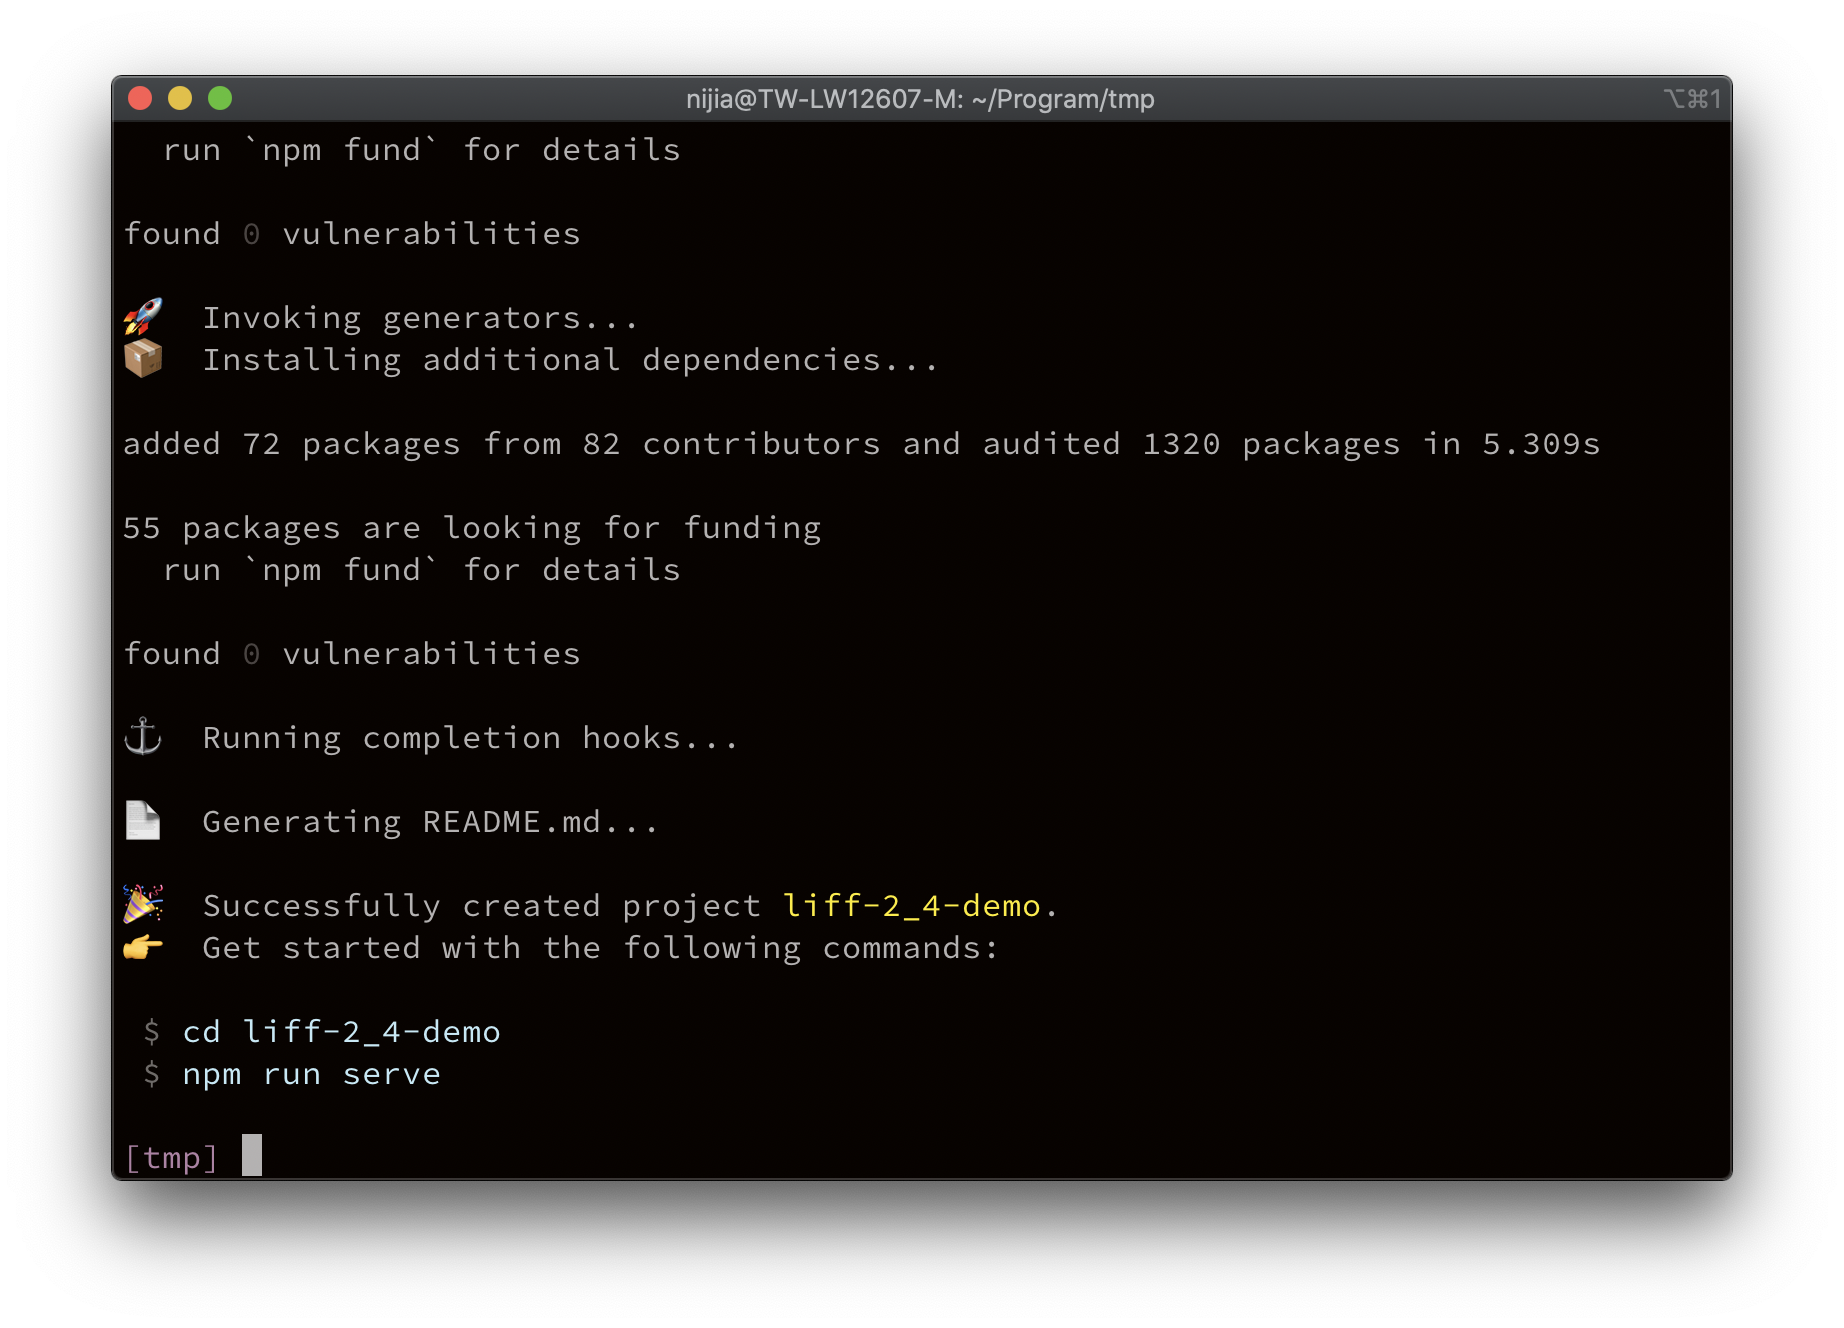 nijia@TW-LW12607-M: ~/Program/tmp ⌥⌘1
run `npm fund` for details
found 0 vulnerabilities
🚀 Invoking generators...
📦 Installing additional dependencies...
added 72 packages from 82 contributors and audited 1320 packages in 5.309s
55 packages are looking for funding
run `npm fund` for details
found 0 vulnerabilities
⚓ Running completion hooks...
📄 Generating README.md...
🎉 Successfully created project liff-2_4-demo.
👉 Get started with the following commands:
$ cd liff-2_4-demo
$ npm run serve
[tmp]